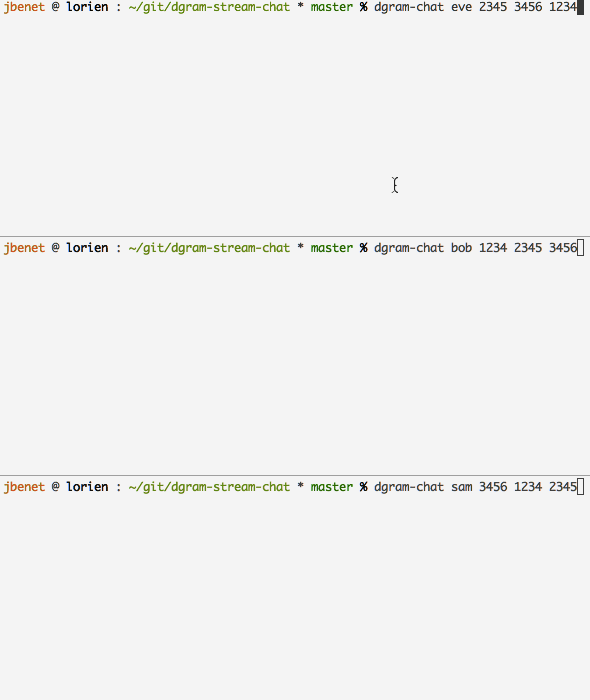 jbenet @ lorien : ~/git/dgram-stream-chat * master % dgram-chat eve 2345 3456 1234
jbenet @ lorien : ~/git/dgram-stream-chat * master % dgram-chat bob 1234 2345 3456
jbenet @ lorien : ~/git/dgram-stream-chat * master % dgram-chat sam 3456 1234 2345